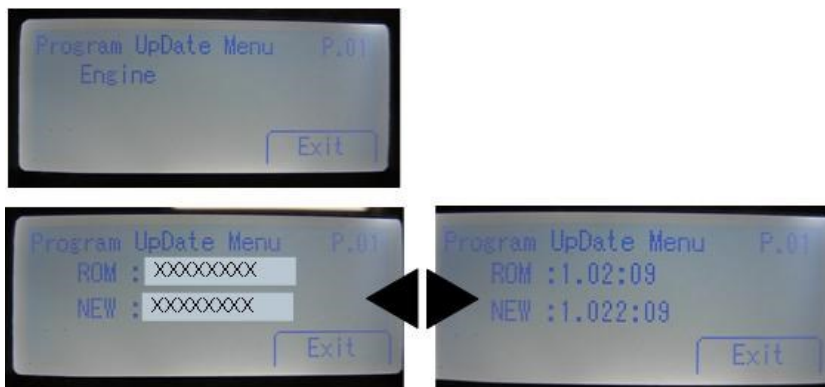 Program UpDate Menu P.01
Engine
Exit
Program UpDate Menu P.01
ROM : XXXXXXXX
NEW : XXXXXXXX
Exit
Program UpDate Menu P.01
ROM :1.02:09
NEW :1.022:09
Exit